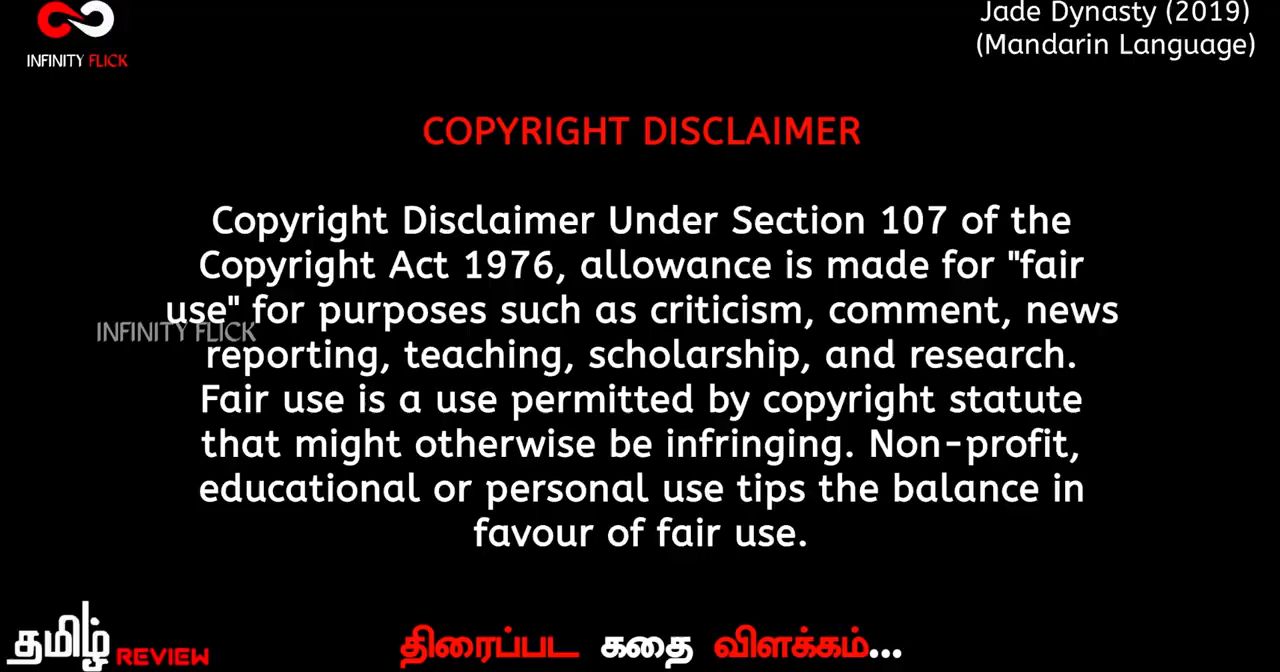 Jade Dynasty (2019)
(Mandarin Language)
INFINITY FLICK
COPYRIGHT DISCLAIMER
Copyright Disclaimer Under Section 107 of the
Copyright Act 1976, allowance is made for "fair
use" for purposes such as criticism, comment, news
INFINITY FLICK
reporting, teaching, scholarship, and research.
Fair use is a use permitted by copyright statute
that might otherwise be infringing. Non-profit,
educational or personal use tips the balance in
favour of fair use.
தமிழ் REVIEW
திரைப்பட கதை விளக்கம்...